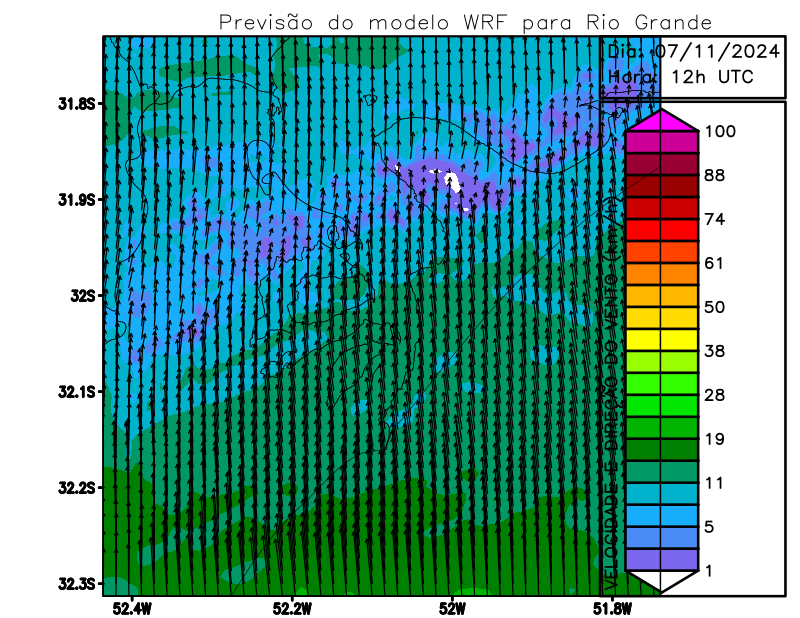 Previsão do modelo WRF para Rio Grande
Dia: 07/11/2024
Hora: 12h UTC
VELOCIDADE E DIREÇÃO DO VENTO (km/h)
100
88
74
61
50
38
28
19
11
5
1
31.8S
31.9S
32S
32.1S
32.2S
32.3S
52.4W
52.2W
52W
51.8W